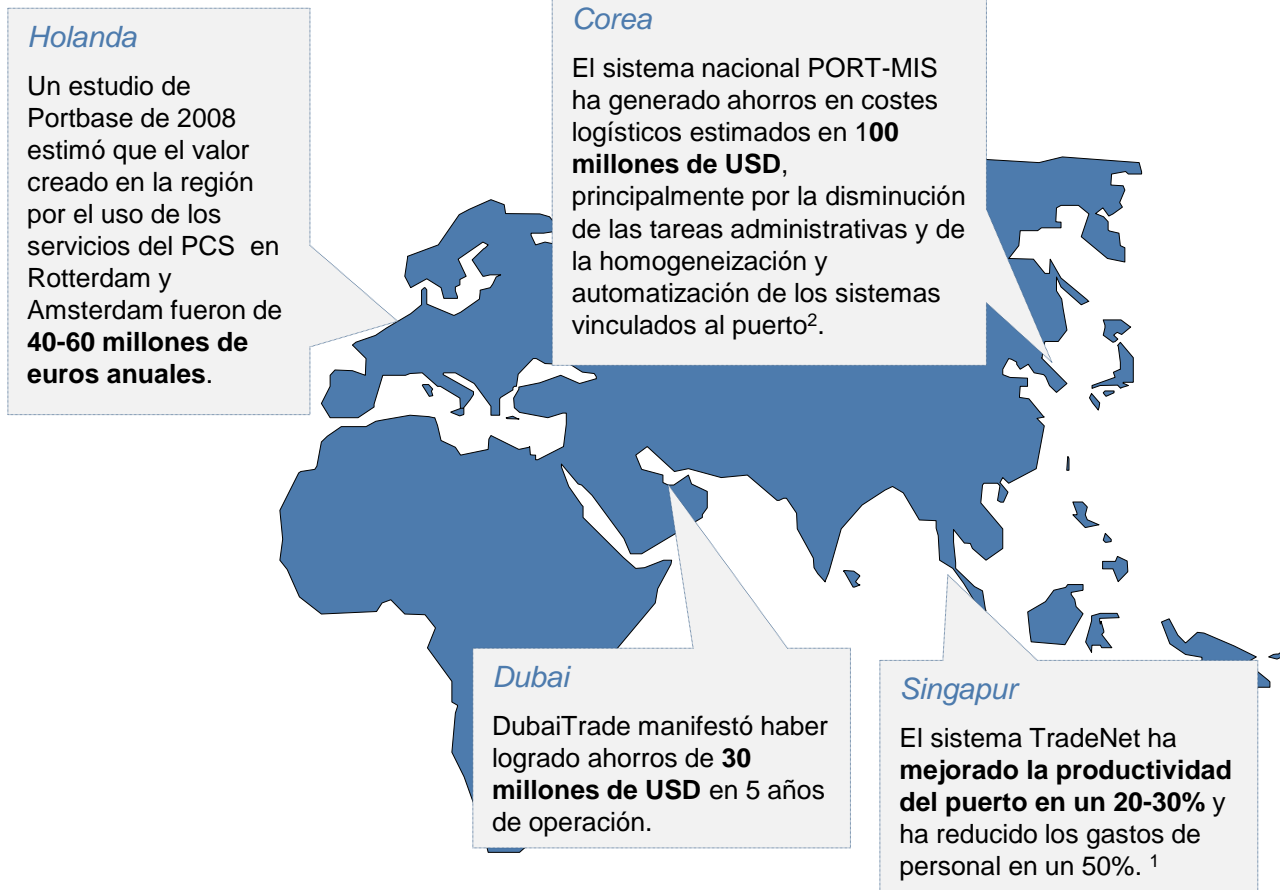 Holanda
Un estudio de
Portbase de 2008
estimó que el valor
creado en la región
por el uso de los
servicios del PCS en
Rotterdam y
Amsterdam fueron de
40-60 millones de
euros anuales.
Corea
El sistema nacional PORT-MIS
ha generado ahorros en costes
logísticos estimados en 100
millones de USD,
principalmente por la disminución
de las tareas administrativas y de
la homogeneización y
automatización de los sistemas
vinculados al puerto².
Dubai
DubaiTrade manifestó haber
logrado ahorros de 30
millones de USD en 5 años
de operación.
Singapur
El sistema TradeNet ha
mejorado la productividad
del puerto en un 20-30% y
ha reducido los gastos de
personal en un 50%. ¹